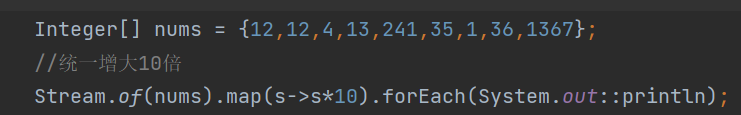 Integer[] nums = {12,12,4,13,241,35,1,36,1367};
//统一增大10倍
Stream.of(nums).map(s->s*10).forEach(System.out::println);